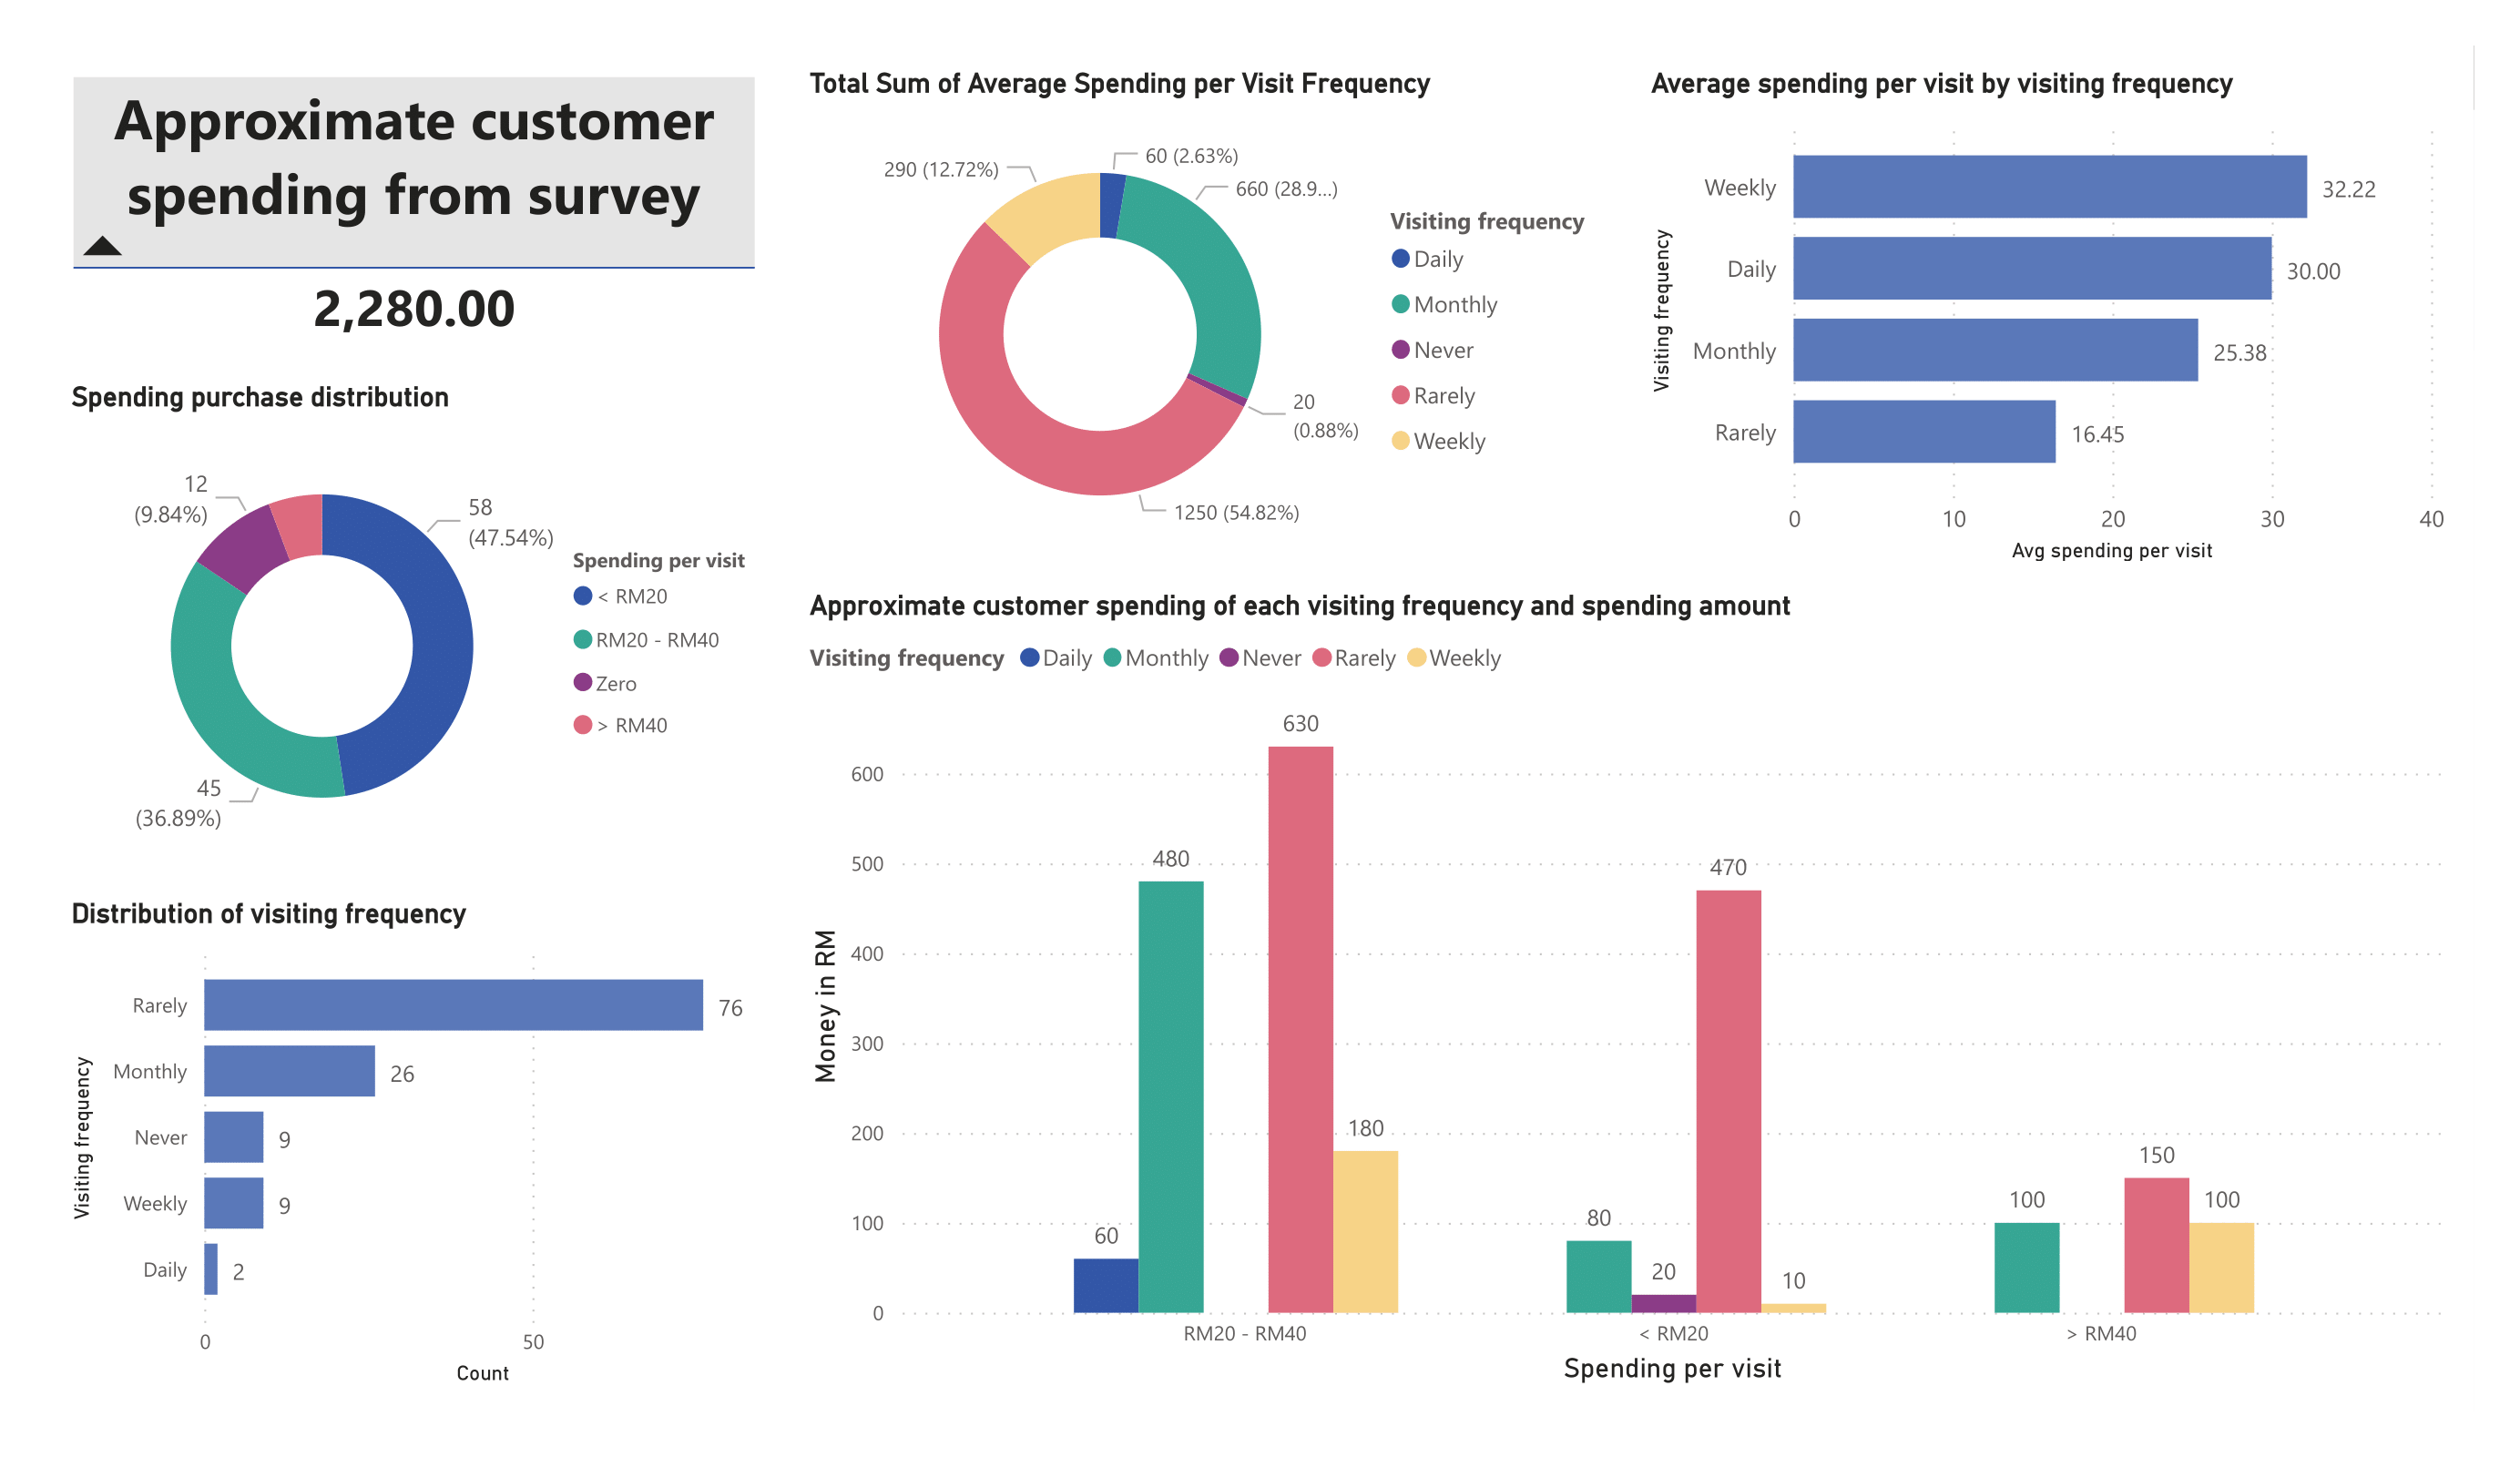 Approximate customer
spending from survey
2,280.00
Spending purchase distribution
12
(9.84%)
58
(47.54%)
45
(36.89%)
Spending per visit
< RM20
RM20 - RM40
Zero
> RM40
Distribution of visiting frequency
Visiting frequency
Rarely
76
Monthly
26
Never
9
Weekly
9
Daily
2
0
50
Count
Total Sum of Average Spending per Visit Frequency
290 (12.72%)
60 (2.63%)
660 (28.9...)
20
(0.88%)
1250 (54.82%)
Visiting frequency
Daily
Monthly
Never
Rarely
Weekly
Average spending per visit by visiting frequency
Visiting frequency
Weekly
32.22
Daily
30.00
Monthly
25.38
Rarely
16.45
0
10
20
30
40
Avg spending per visit
Approximate customer spending of each visiting frequency and spending amount
Visiting frequency Daily Monthly Never Rarely Weekly
Money in RM
600
500
400
300
200
100
0
60
480
630
180
80
20
470
10
100
150
100
RM20 - RM40
< RM20
> RM40
Spending per visit